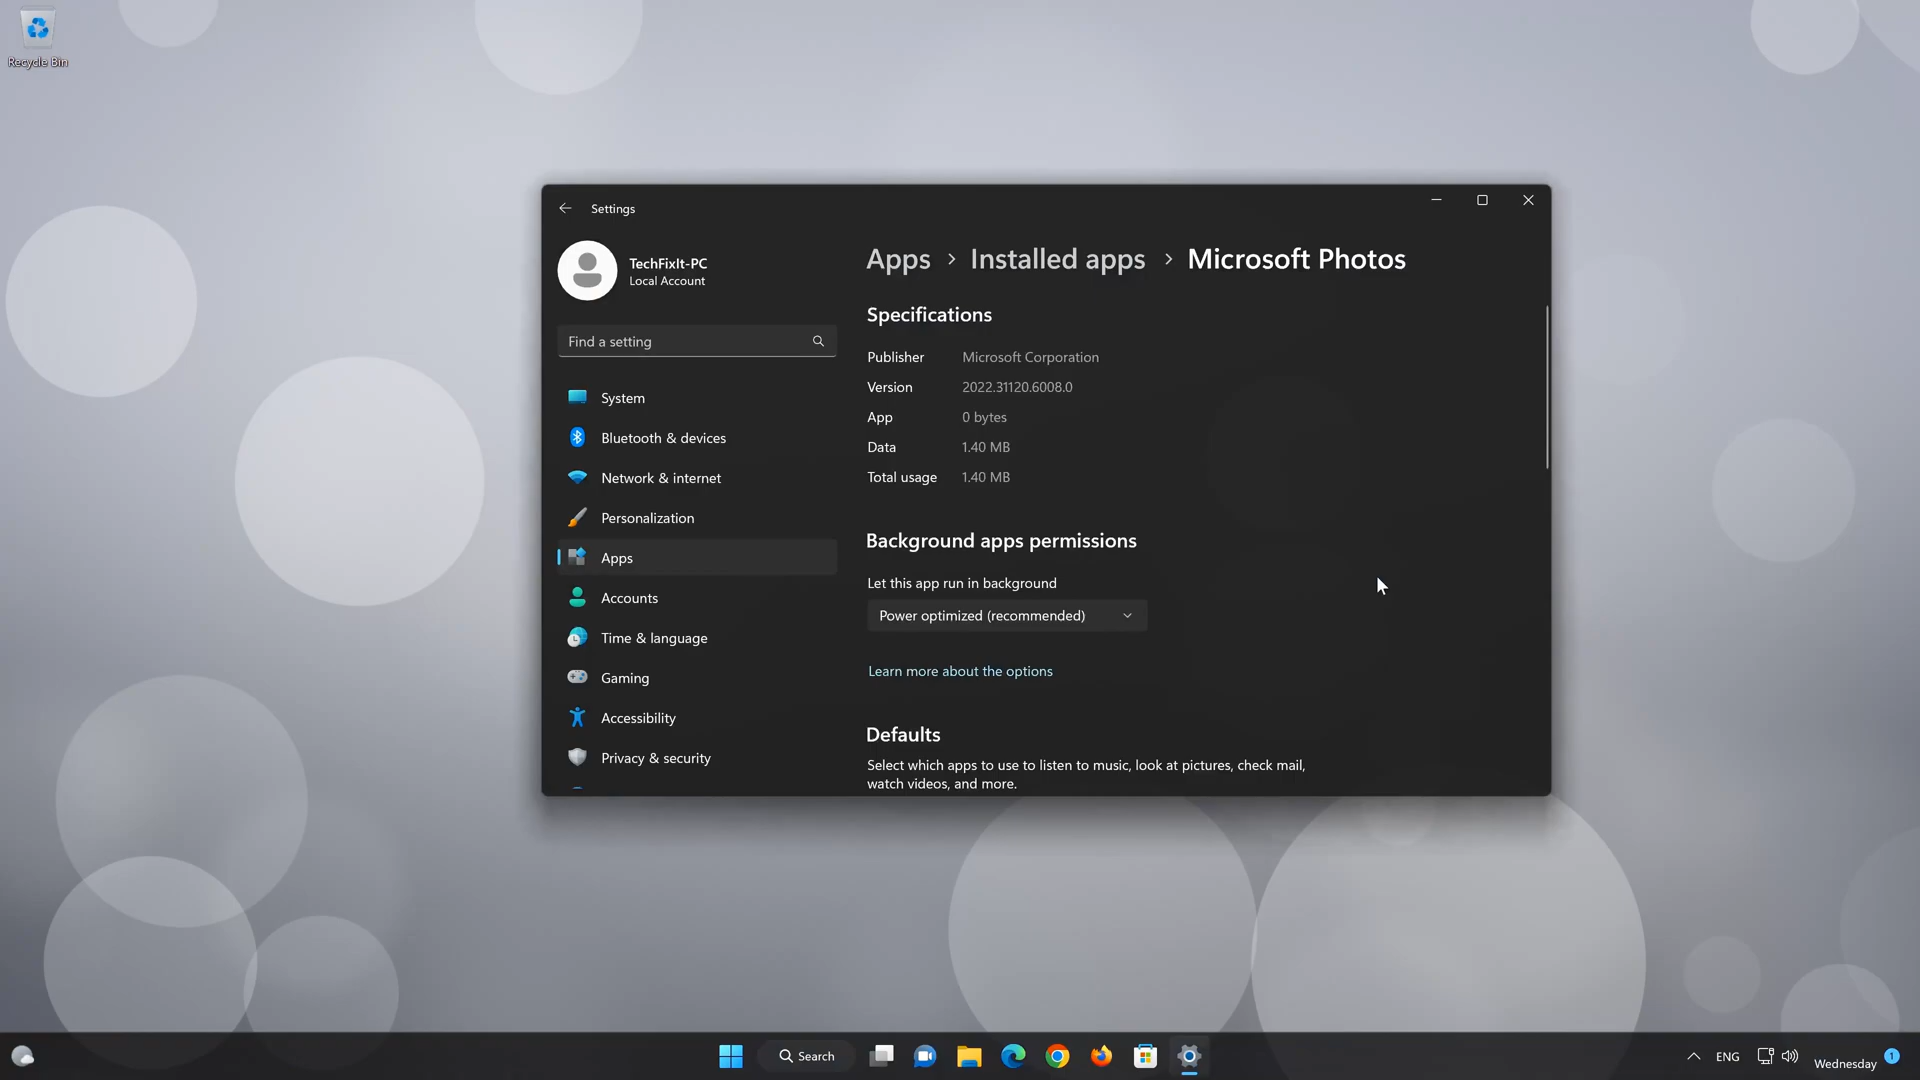 Recycle Bin
Settings
TechFixIt-PC
Local Account
Find a setting
System
Bluetooth & devices
Network & internet
Personalization
Apps
Accounts
Time & language
Gaming
Accessibility
Privacy & security
Apps > Installed apps > Microsoft Photos
Specifications
Publisher Microsoft Corporation
Version 2022.31120.6008.0
App 0 bytes
Data 1.40 MB
Total usage 1.40 MB
Background apps permissions
Let this app run in background
Power optimized (recommended)
Learn more about the options
Defaults
Select which apps to use to listen to music, look at pictures, check mail,
watch videos, and more.
Search
ENG
Wednesday
1